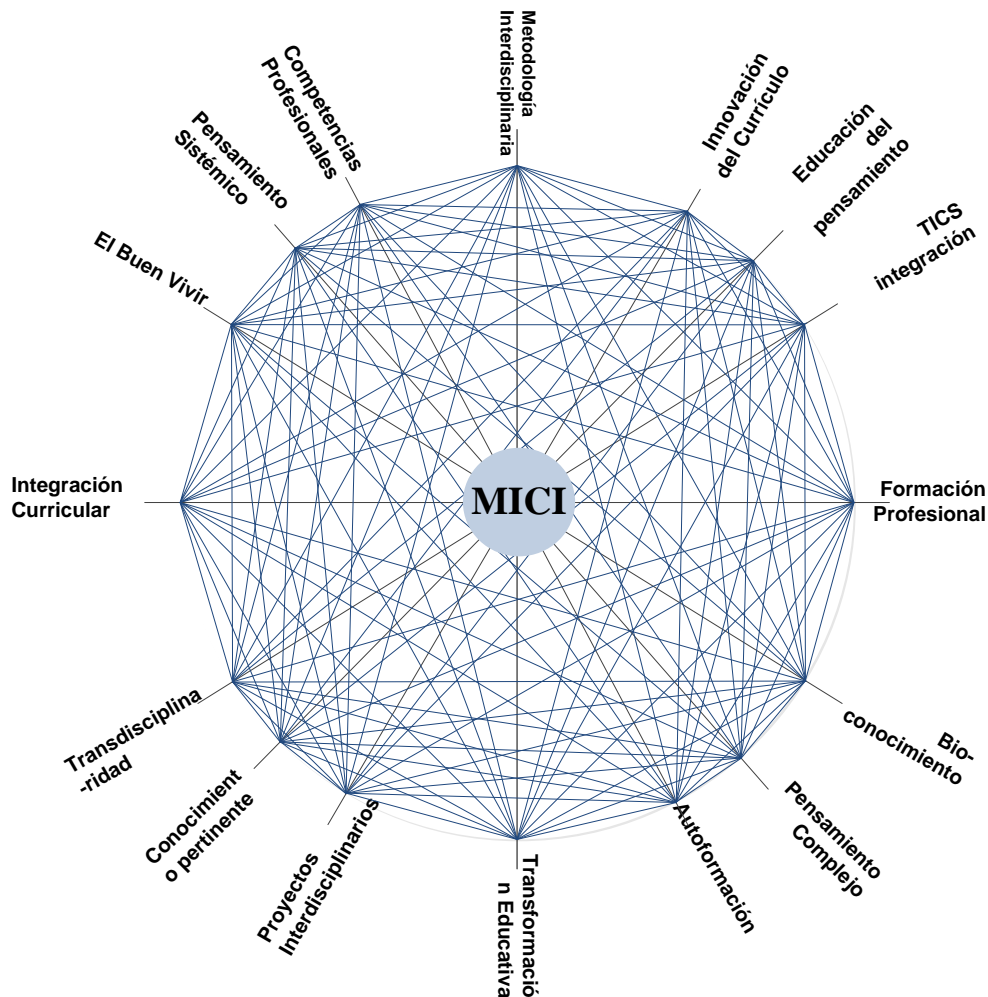 Metodología
Interdisciplinaria
Innovación
del Currículo
Educación
del
pensamiento
TICS
integración
Formación
Profesional
Bio-
conocimiento
Pensamiento
Complejo
Autoformación
Transformació
n Educativa
Proyectos
Interdisciplinarios
Conocimient
o pertinente
Transdisciplina
-ridad
Integración
Curricular
El Buen Vivir
Pensamiento
Sistémico
Competencias
Profesionales
MICI